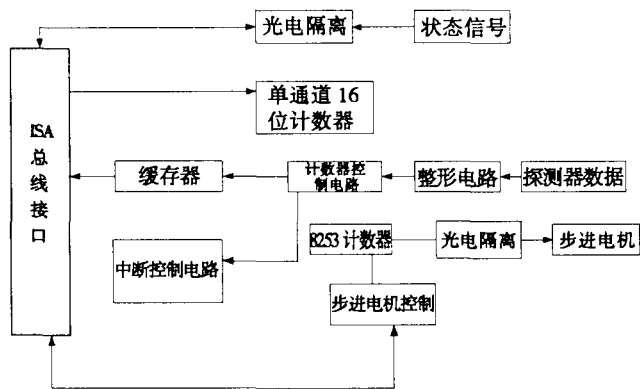 光电隔离
状态信号
ISA
总
线
接
口
单通道 16
位计数器
缓存器
计数器控
制电路
整形电路
探测器数据
8253 计数器
光电隔离
步进电机
中断控制电路
步进电机控制